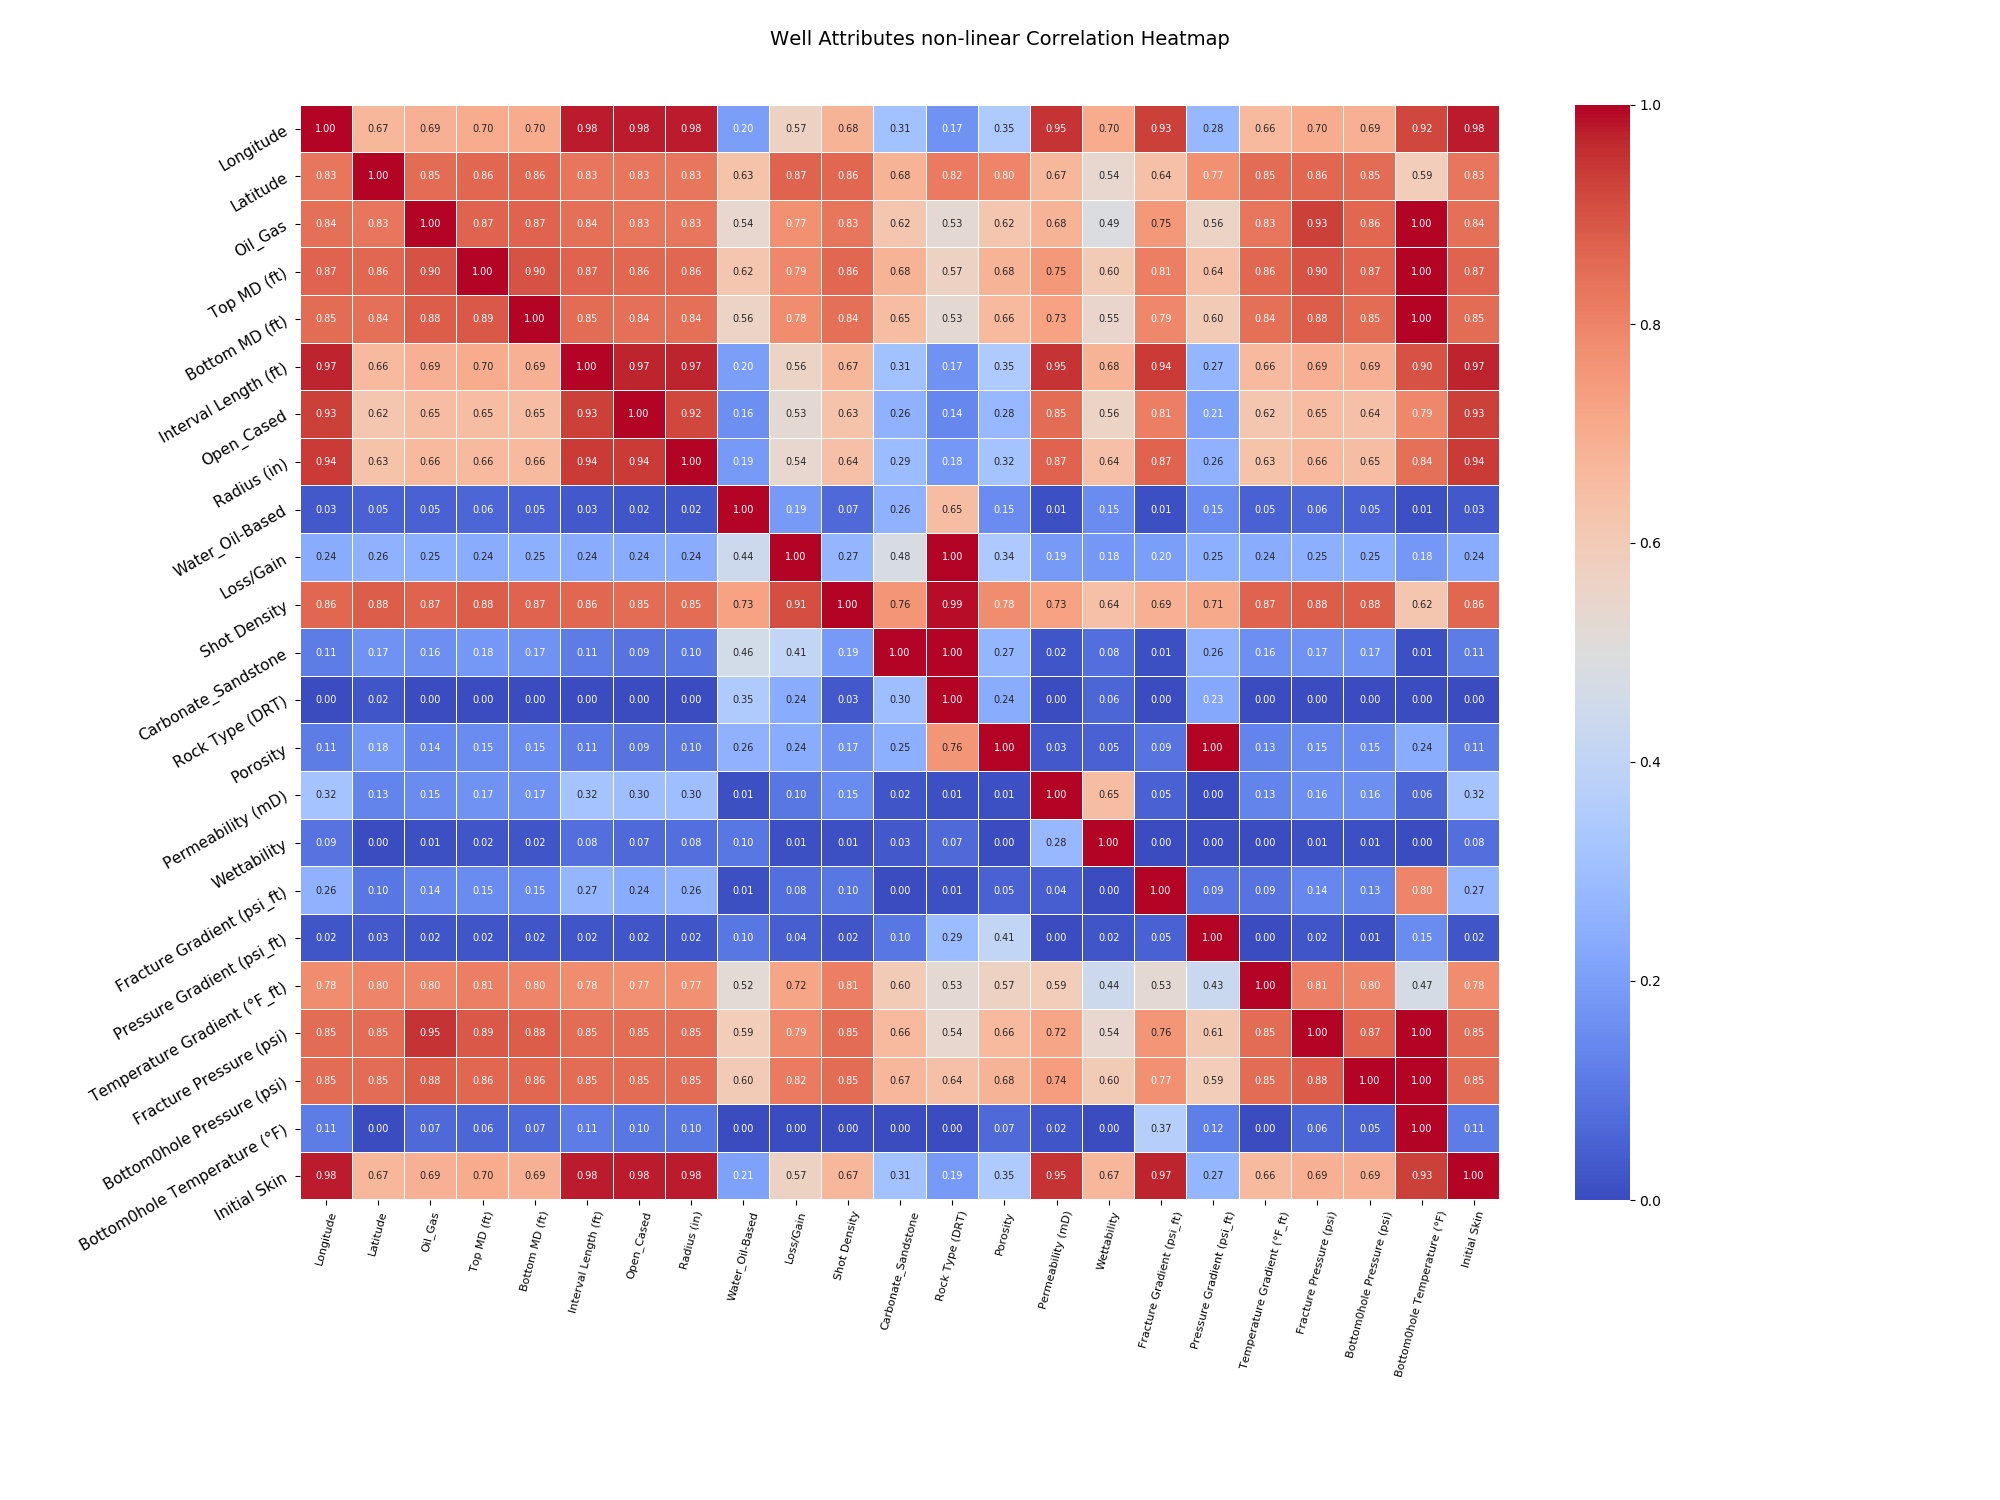 Well Attributes non-linear Correlation Heatmap
Longitude 1.00 0.67 0.69 0.70 0.70 0.98 0.98 0.98 0.20 0.57 0.68 0.31 0.17 0.35 0.95 0.70 0.93 0.28 0.66 0.70 0.69 0.92 0.98
Latitude 0.83 1.00 0.85 0.86 0.86 0.83 0.83 0.83 0.63 0.87 0.86 0.68 0.82 0.80 0.67 0.54 0.64 0.77 0.85 0.86 0.85 0.59 0.83
Oil_Gas 0.84 0.83 1.00 0.87 0.87 0.84 0.83 0.83 0.54 0.77 0.83 0.62 0.53 0.62 0.68 0.49 0.75 0.56 0.83 0.93 0.86 1.00 0.84
Top MD (ft) 0.87 0.86 0.90 1.00 0.90 0.87 0.86 0.86 0.62 0.79 0.86 0.68 0.57 0.68 0.75 0.60 0.81 0.64 0.86 0.90 0.87 1.00 0.87
Bottom MD (ft) 0.85 0.84 0.88 0.89 1.00 0.85 0.84 0.84 0.56 0.78 0.84 0.65 0.53 0.66 0.73 0.55 0.79 0.60 0.84 0.88 0.85 1.00 0.85
Interval Length (ft) 0.97 0.66 0.69 0.70 0.69 1.00 0.97 0.97 0.20 0.56 0.67 0.31 0.17 0.35 0.95 0.68 0.94 0.27 0.66 0.69 0.69 0.90 0.97
Open_Cased 0.93 0.62 0.65 0.65 0.65 0.93 1.00 0.92 0.16 0.53 0.63 0.26 0.14 0.28 0.85 0.56 0.81 0.21 0.62 0.65 0.64 0.79 0.93
Radius (in) 0.94 0.63 0.66 0.66 0.66 0.94 0.94 1.00 0.19 0.54 0.64 0.29 0.18 0.32 0.87 0.64 0.87 0.26 0.63 0.66 0.65 0.84 0.94
Water_Oil-Based 0.03 0.05 0.05 0.06 0.05 0.03 0.02 0.02 1.00 0.19 0.07 0.26 0.65 0.15 0.01 0.15 0.01 0.15 0.05 0.06 0.05 0.01 0.03
Loss/Gain 0.24 0.26 0.25 0.24 0.25 0.24 0.24 0.24 0.44 1.00 0.27 0.48 1.00 0.34 0.19 0.18 0.20 0.25 0.24 0.25 0.25 0.18 0.24
Shot Density 0.86 0.88 0.87 0.88 0.87 0.86 0.85 0.85 0.73 0.91 1.00 0.76 0.99 0.78 0.73 0.64 0.69 0.71 0.87 0.88 0.88 0.62 0.86
Carbonate_Sandstone 0.11 0.17 0.16 0.18 0.17 0.11 0.09 0.10 0.46 0.41 0.19 1.00 1.00 0.27 0.02 0.08 0.01 0.26 0.16 0.17 0.17 0.01 0.11
Rock Type (DRT) 0.00 0.02 0.00 0.00 0.00 0.00 0.00 0.00 0.35 0.24 0.03 0.30 1.00 0.24 0.00 0.06 0.00 0.23 0.00 0.00 0.00 0.00 0.00
Porosity 0.11 0.18 0.14 0.15 0.15 0.11 0.09 0.10 0.26 0.24 0.17 0.25 0.76 1.00 0.03 0.05 0.09 1.00 0.13 0.15 0.15 0.24 0.11
Permeability (mD) 0.32 0.13 0.15 0.17 0.17 0.32 0.30 0.30 0.01 0.10 0.15 0.02 0.01 0.01 1.00 0.65 0.05 0.00 0.13 0.16 0.16 0.06 0.32
Wettability 0.09 0.00 0.01 0.02 0.02 0.08 0.07 0.08 0.10 0.01 0.01 0.03 0.07 0.00 0.28 1.00 0.00 0.00 0.00 0.01 0.01 0.00 0.08
Fracture Gradient (psi_ft) 0.26 0.10 0.14 0.15 0.15 0.27 0.24 0.26 0.01 0.08 0.10 0.00 0.01 0.05 0.04 0.00 1.00 0.09 0.09 0.14 0.13 0.80 0.27
Pressure Gradient (psi_ft) 0.02 0.03 0.02 0.02 0.02 0.02 0.02 0.02 0.10 0.04 0.02 0.10 0.29 0.41 0.00 0.02 0.05 1.00 0.00 0.02 0.01 0.15 0.02
Temperature Gradient (°F_ft) 0.78 0.80 0.80 0.81 0.80 0.78 0.77 0.77 0.52 0.72 0.81 0.60 0.53 0.57 0.59 0.44 0.53 0.43 1.00 0.81 0.80 0.47 0.78
Fracture Pressure (psi) 0.85 0.85 0.95 0.89 0.88 0.85 0.85 0.85 0.59 0.79 0.85 0.66 0.54 0.66 0.72 0.54 0.76 0.61 0.85 1.00 0.87 1.00 0.85
Bottom0hole Pressure (psi) 0.85 0.85 0.88 0.86 0.86 0.85 0.85 0.85 0.60 0.82 0.85 0.67 0.64 0.68 0.74 0.60 0.77 0.59 0.85 0.88 1.00 1.00 0.85
Bottom0hole Temperature (°F) 0.11 0.00 0.07 0.06 0.07 0.11 0.10 0.10 0.00 0.00 0.00 0.00 0.00 0.07 0.02 0.00 0.37 0.12 0.00 0.06 0.05 1.00 0.11
Initial Skin 0.98 0.67 0.69 0.70 0.69 0.98 0.98 0.98 0.21 0.57 0.67 0.31 0.19 0.35 0.95 0.67 0.97 0.27 0.66 0.69 0.69 0.93 1.00
Longitude
Latitude
Oil_Gas
Top MD (ft)
Bottom MD (ft)
Interval Length (ft)
Open_Cased
Radius (in)
Water_Oil-Based
Loss/Gain
Shot Density
Carbonate_Sandstone
Rock Type (DRT)
Porosity
Permeability (mD)
Wettability
Fracture Gradient (psi_ft)
Pressure Gradient (psi_ft)
Temperature Gradient (°F_ft)
Fracture Pressure (psi)
Bottom0hole Pressure (psi)
Bottom0hole Temperature (°F)
Initial Skin
1.0
0.8
0.6
0.4
0.2
0.0